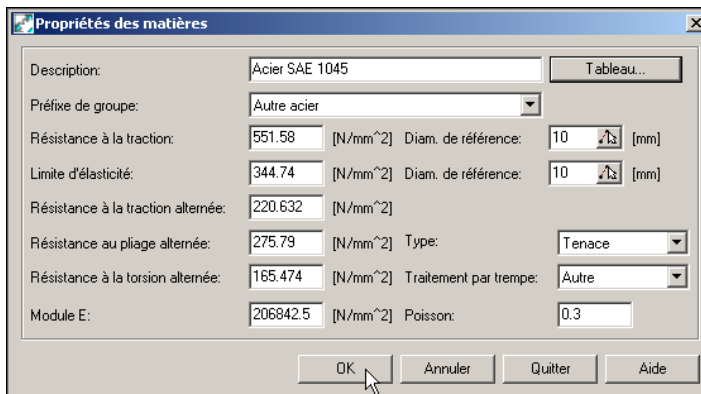 Propriétés des matières
Description: Acier SAE 1045 Tableau...
Préfixe de groupe: Autre acier
Résistance à la traction: 551.58 [N/mm^2] Diam. de référence: 10 [mm]
Limite d'élasticité: 344.74 [N/mm^2] Diam. de référence: 10 [mm]
Résistance à la traction alternée: 220.632 [N/mm^2]
Résistance au pliage alternée: 275.79 [N/mm^2] Type: Tenace
Résistance à la torsion alternée: 165.474 [N/mm^2] Traitement par trempe: Autre
Module E: 206842.5 [N/mm^2] Poisson: 0.3
OK Annuler Quitter Aide